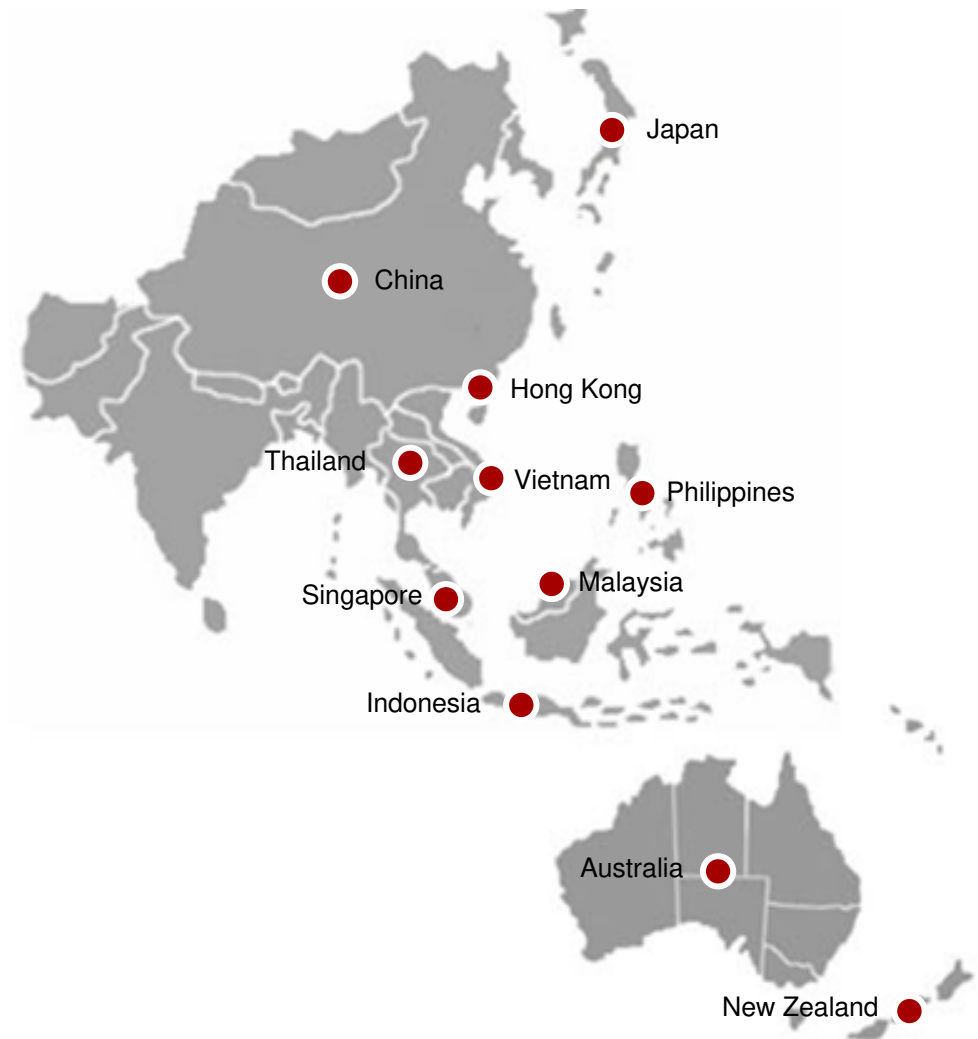 Japan
China
Hong Kong
Thailand
Vietnam
Philippines
Malaysia
Singapore
Indonesia
Australia
New Zealand